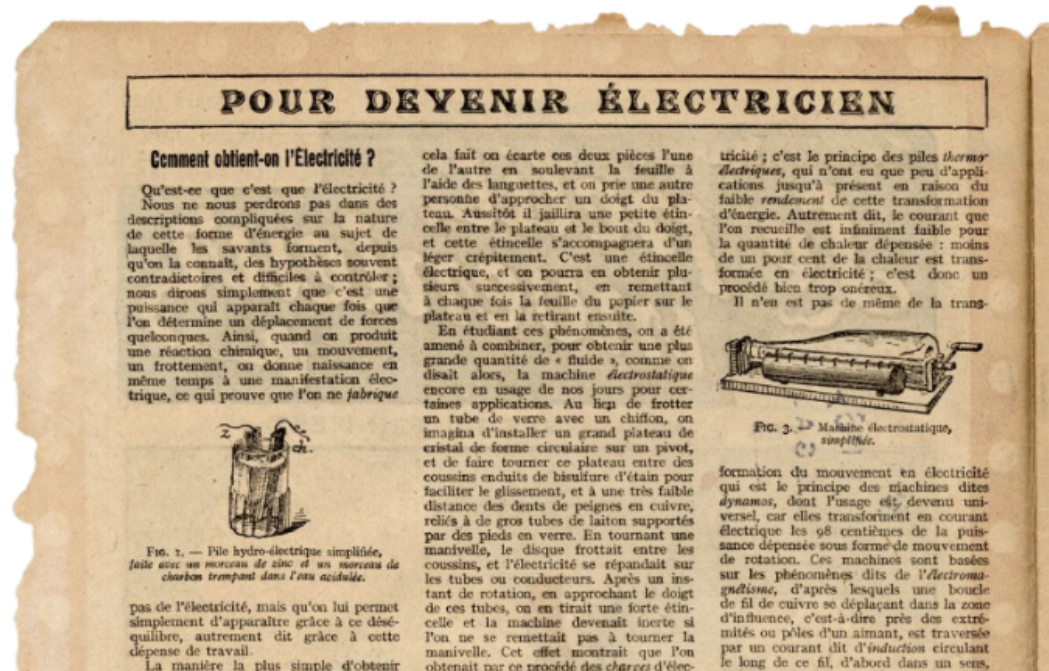 POUR DEVENIR ÉLECTRICIEN
Comment obtient-on l'Électricité ?
Qu'est-ce que c'est que l'électricité ?
Nous ne nous perdrons pas dans des
descriptions compliquées sur la nature
de cette forme d'énergie au sujet de
laquelle les savants forment, depuis
qu'on la connaît, des hypothèses souvent
contradictoires et difficiles à contrôler ;
nous dirons simplement que c'est une
puissance qui apparaît chaque fois que
l'on détermine un déplacement de forces
quelconques. Ainsi, quand on produit
une réaction chimique, un mouvement,
un frottement, on donne naissance en
même temps à une manifestation élec-
trique, ce qui prouve que l'on ne fabrique
z
ch.
FIG. 1. — Pile hydro-électrique simplifiée,
faite avec un morceau de zinc et un morceau de
charbon trempant dans l'eau acidulée.
pas de l'électricité, mais qu'on lui permet
simplement d'apparaître grâce à ce désé-
quilibre, autrement dit grâce à cette
dépense de travail.
La manière la plus simple d'obtenir
cela fait on écarte ces deux pièces l'une
de l'autre en soulevant la feuille à
l'aide des languettes, et on prie une autre
personne d'approcher un doigt du pla-
teau. Aussitôt il jaillira une petite étin-
celle entre le plateau et le bout du doigt,
et cette étincelle s'accompagnera d'un
léger crépitement. C'est une étincelle
électrique, et on pourra en obtenir plu-
sieurs successivement, en remettant
à chaque fois la feuille du papier sur le
plateau et en la retirant ensuite.
En étudiant ces phénomènes, on a été
amené à combiner, pour obtenir une plus
grande quantité de « fluide », comme on
disait alors, la machine électrostatique
encore en usage de nos jours pour cer-
taines applications. Au lieu de frotter
un tube de verre avec un chiffon, on
imagina d'installer un grand plateau de
cristal de forme circulaire sur un pivot,
et de faire tourner ce plateau entre des
coussins enduits de bisulfure d'étain pour
faciliter le glissement, et à une très faible
distance des dents de peignes en cuivre,
reliés à de gros tubes de laiton supportés
par des pieds en verre. En tournant une
manivelle, le disque frottait entre les
coussins, et l'électricité se répandait sur
les tubes ou conducteurs. Après un ins-
tant de rotation, en approchant le doigt
de ces tubes, on en tirait une forte étin-
celle et la machine devenait inerte si
l'on ne se remettait pas à tourner la
manivelle. Cet effet montrait que l'on
obtenait par ce procédé des charges d'élec-
tricité ; c'est le principe des piles thermo-
électriques, qui n'ont eu que peu d'appli-
cations jusqu'à présent en raison du
faible rendement de cette transformation
d'énergie. Autrement dit, le courant que
l'on recueille est infiniment faible pour
la quantité de chaleur dépensée : moins
de un pour cent de la chaleur est trans-
formée en électricité ; c'est donc un
procédé bien trop onéreux.
Il n'en est pas de même de la trans-
FIG. 3. — Machine électrostatique,
simplifiée.
formation du mouvement en électricité
qui est le principe des machines dites
dynamos, dont l'usage est devenu uni-
versel, car elles transforment en courant
électrique les 98 centièmes de la puis-
sance dépensée sous forme de mouvement
de rotation. Ces machines sont basées
sur les phénomènes dits de l'électroma-
gnétisme, d'après lesquels une boucle
de fil de cuivre se déplaçant dans la zone
d'influence, c'est-à-dire près des extré-
mités ou pôles d'un aimant, est traversée
par un courant dit d'induction circulant
le long de ce fil, d'abord dans un sens,